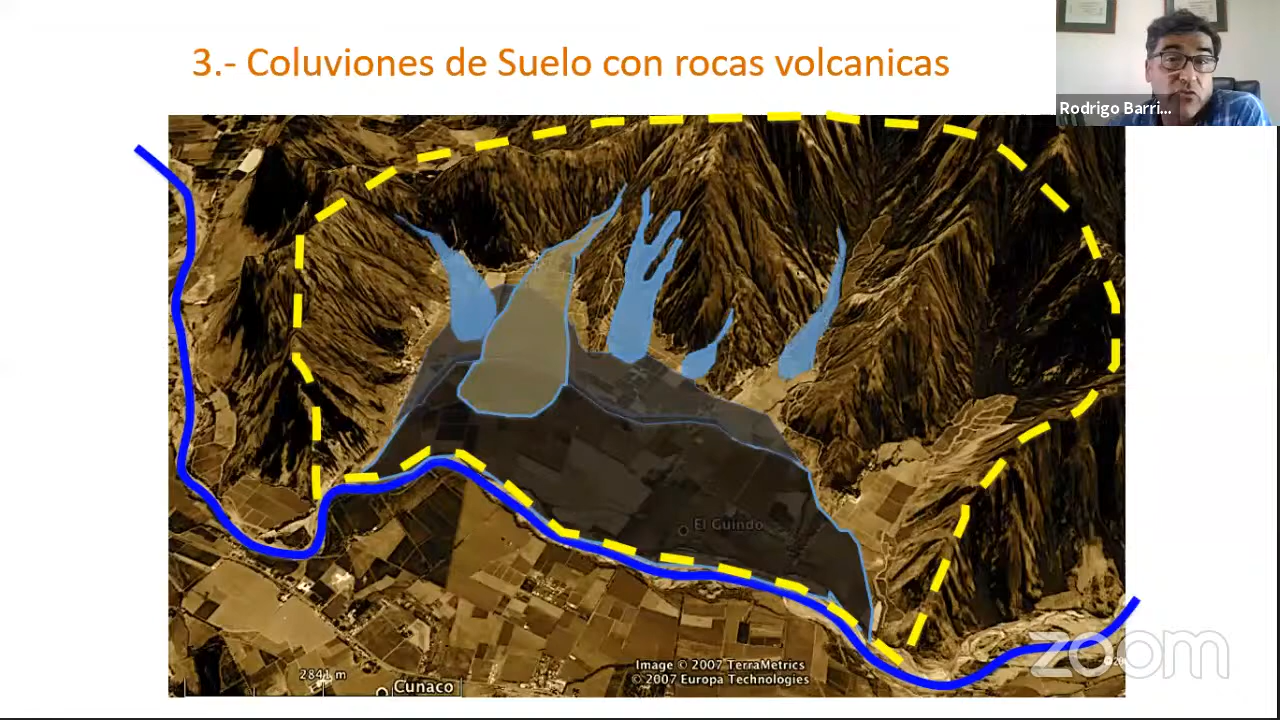 3.- Coluviones de Suelo con rocas volcanicas
Rodrigo Barri...
El Guindo
Image © 2007 TerraMetrics
© 2007 Europa Technologies
2841 m
Cunaco
zoom